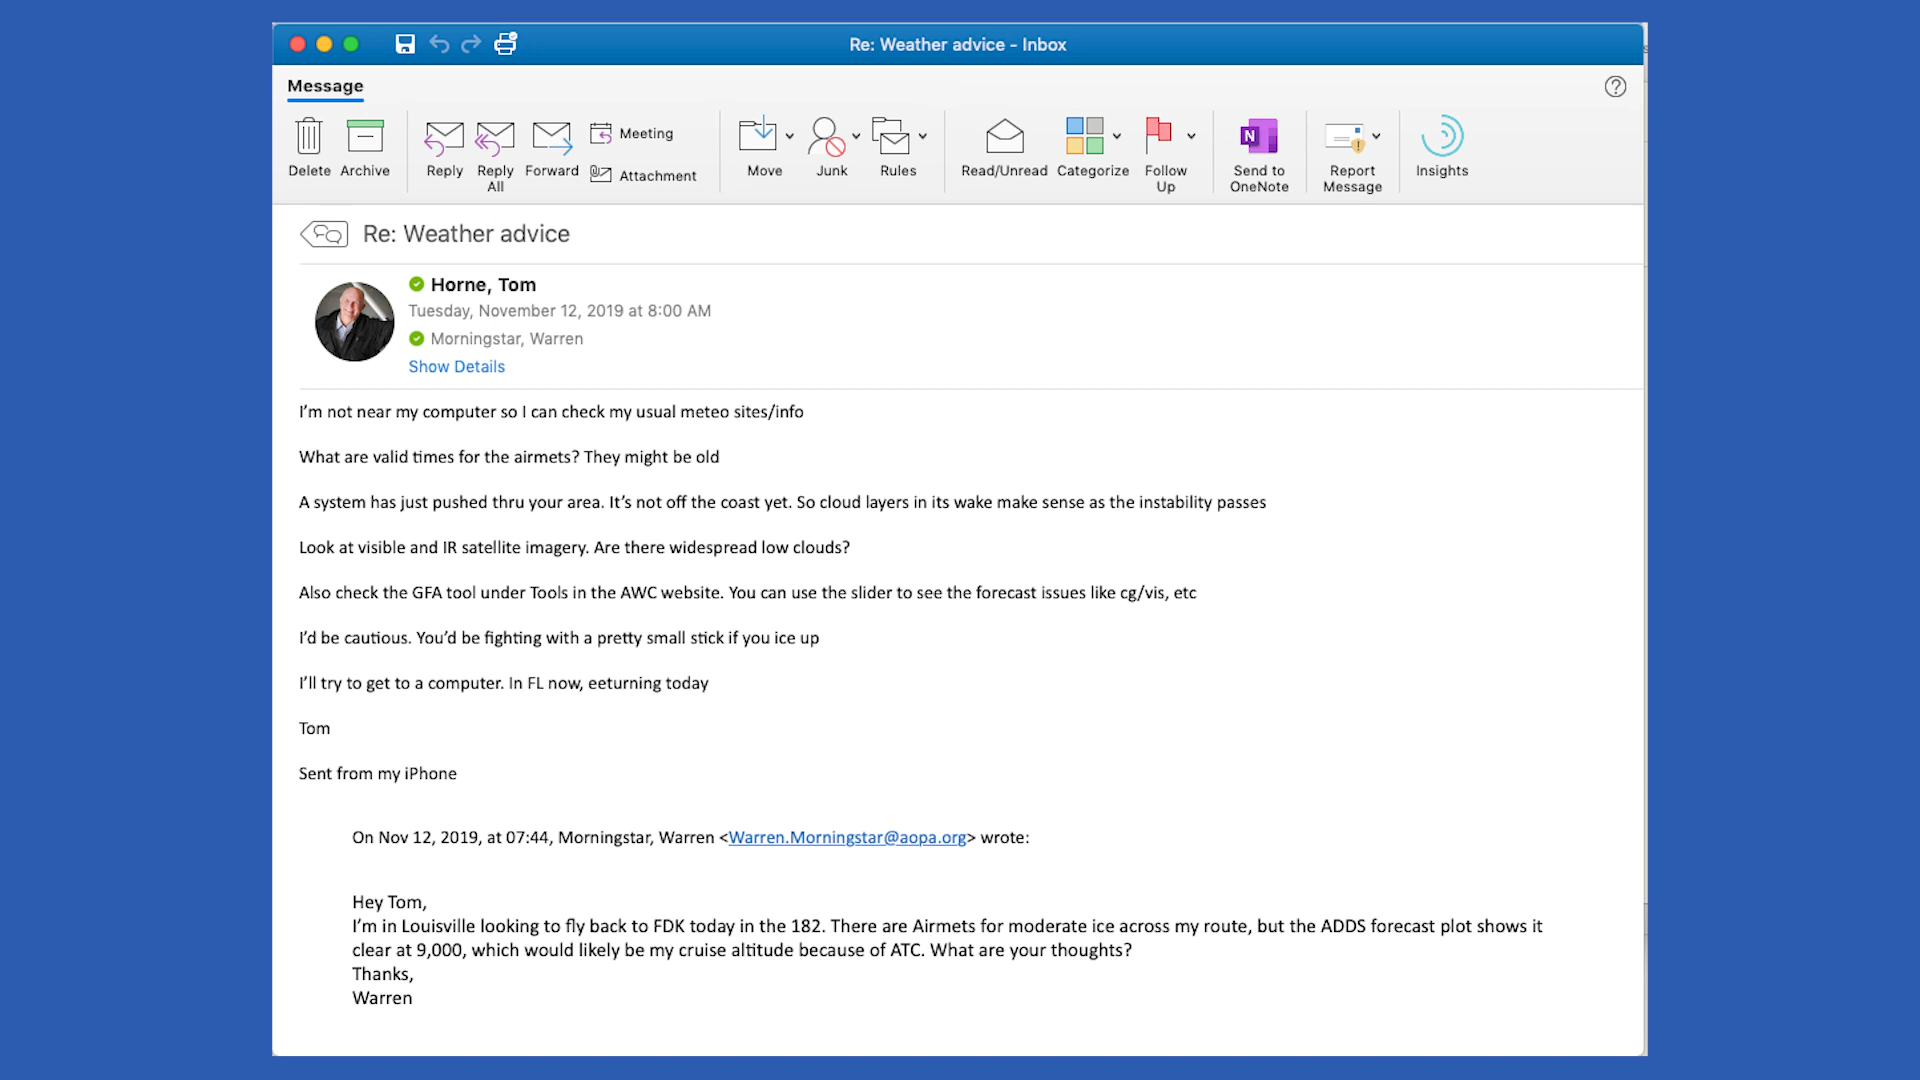 Re: Weather advice - Inbox
Message
Delete
Archive
Reply
Reply All
Forward
Meeting
Attachment
Move
Junk
Rules
Read/Unread
Categorize
Follow Up
N
Send to OneNote
Report Message
Insights
Re: Weather advice
Horne, Tom
Tuesday, November 12, 2019 at 8:00 AM
Morningstar, Warren
Show Details
I'm not near my computer so I can check my usual meteo sites/info
What are valid times for the airmets? They might be old
A system has just pushed thru your area. It's not off the coast yet. So cloud layers in its wake make sense as the instability passes
Look at visible and IR satellite imagery. Are there widespread low clouds?
Also check the GFA tool under Tools in the AWC website. You can use the slider to see the forecast issues like cg/vis, etc
I'd be cautious. You'd be fighting with a pretty small stick if you ice up
I'll try to get to a computer. In FL now, eeturning today
Tom
Sent from my iPhone
On Nov 12, 2019, at 07:44, Morningstar, Warren <Warren.Morningstar@aopa.org> wrote:
Hey Tom,
I'm in Louisville looking to fly back to FDK today in the 182. There are Airmets for moderate ice across my route, but the ADDS forecast plot shows it
clear at 9,000, which would likely be my cruise altitude because of ATC. What are your thoughts?
Thanks,
Warren